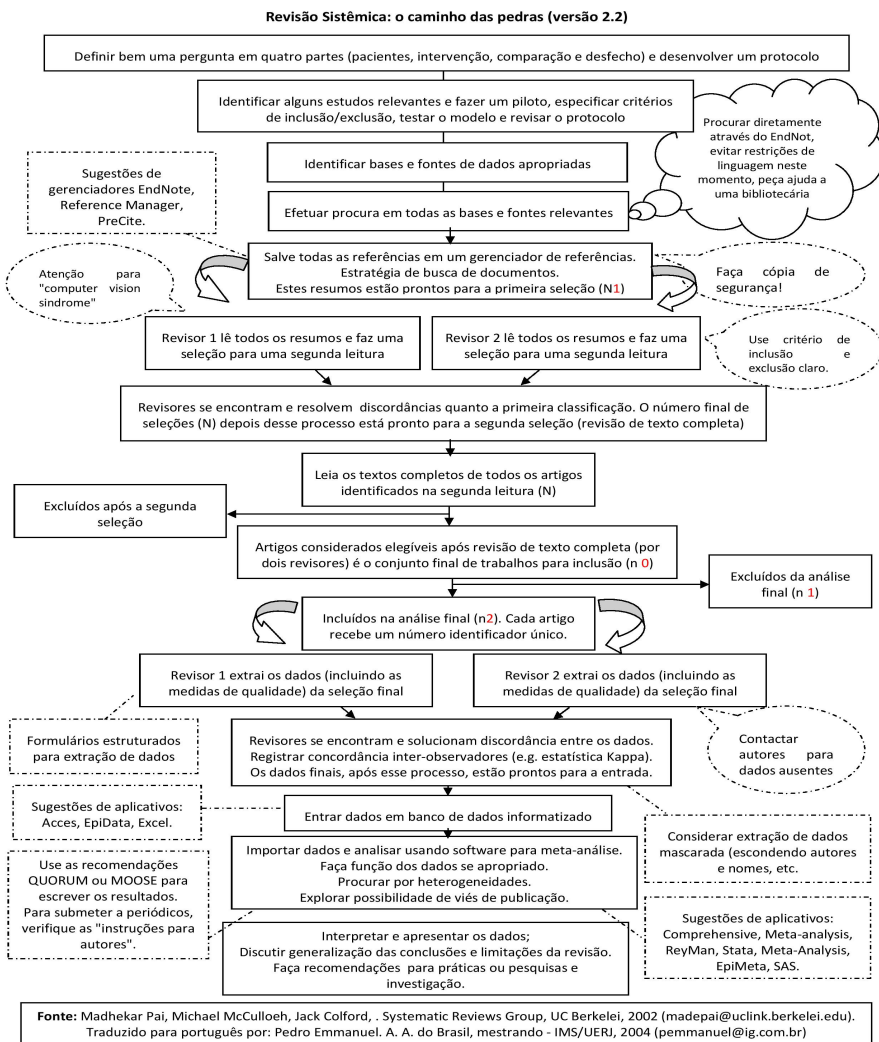 Revisão Sistêmica: o caminho das pedras (versão 2.2)
Definir bem uma pergunta em quatro partes (pacientes, intervenção, comparação e desfecho) e desenvolver um protocolo
Identificar alguns estudos relevantes e fazer um piloto, especificar critérios
de inclusão/exclusão, testar o modelo e revisar o protocolo
Procurar diretamente
através do EndNot,
evitar restrições de
linguagem neste
momento, peça ajuda a
uma bibliotecária
Identificar bases e fontes de dados apropriadas
Sugestões de
gerenciadores EndNote,
Reference Manager,
PreCite.
Efetuar procura em todas as bases e fontes relevantes
Salve todas as referências em um gerenciador de referências.
Estratégia de busca de documentos.
Estes resumos estão prontos para a primeira seleção (N1)
Atenção para
"computer vision
sindrome"
Faça cópia de
segurança!
Revisor 1 lê todos os resumos e faz uma
seleção para uma segunda leitura
Revisor 2 lê todos os resumos e faz uma
seleção para uma segunda leitura
Use critério de
inclusão e
exclusão claro.
Revisores se encontram e resolvem discordâncias quanto a primeira classificação. O número final de
seleções (N) depois desse processo está pronto para a segunda seleção (revisão de texto completa)
Leia os textos completos de todos os artigos
identificados na segunda leitura (N)
Excluídos após a segunda
seleção
Artigos considerados elegíveis após revisão de texto completa (por
dois revisores) é o conjunto final de trabalhos para inclusão (n 0)
Excluídos da análise
final (n 1)
Incluídos na análise final (n2). Cada artigo
recebe um número identificador único.
Revisor 1 extrai os dados (incluindo as
medidas de qualidade) da seleção final
Revisor 2 extrai os dados (incluindo as
medidas de qualidade) da seleção final
Formulários estruturados
para extração de dados
Revisores se encontram e solucionam discordância entre os dados.
Registrar concordância inter-observadores (e.g. estatística Kappa).
Os dados finais, após esse processo, estão prontos para a entrada.
Contactar
autores para
dados ausentes
Sugestões de aplicativos:
Acces, EpiData, Excel.
Entrar dados em banco de dados informatizado
Considerar extração de dados
mascarada (escondendo autores
e nomes, etc.
Use as recomendações
QUORUM ou MOOSE para
escrever os resultados.
Para submeter a periódicos,
verifique as "instruções para
autores".
Importar dados e analisar usando software para meta-análise.
Faça função dos dados se apropriado.
Procurar por heterogeneidades.
Explorar possibilidade de viés de publicação.
Sugestões de aplicativos:
Comprehensive, Meta-analysis,
ReyMan, Stata, Meta-Analysis,
EpiMeta, SAS.
Interpretar e apresentar os dados;
Discutir generalização das conclusões e limitações da revisão.
Faça recomendações para práticas ou pesquisas e
investigação.
Fonte: Madhekar Pai, Michael McCulloeh, Jack Colford, . Systematic Reviews Group, UC Berkelei, 2002 (madepai@uclink.berkelei.edu).
Traduzido para português por: Pedro Emmanuel. A. A. do Brasil, mestrando - IMS/UERJ, 2004 (pemmanuel@ig.com.br)